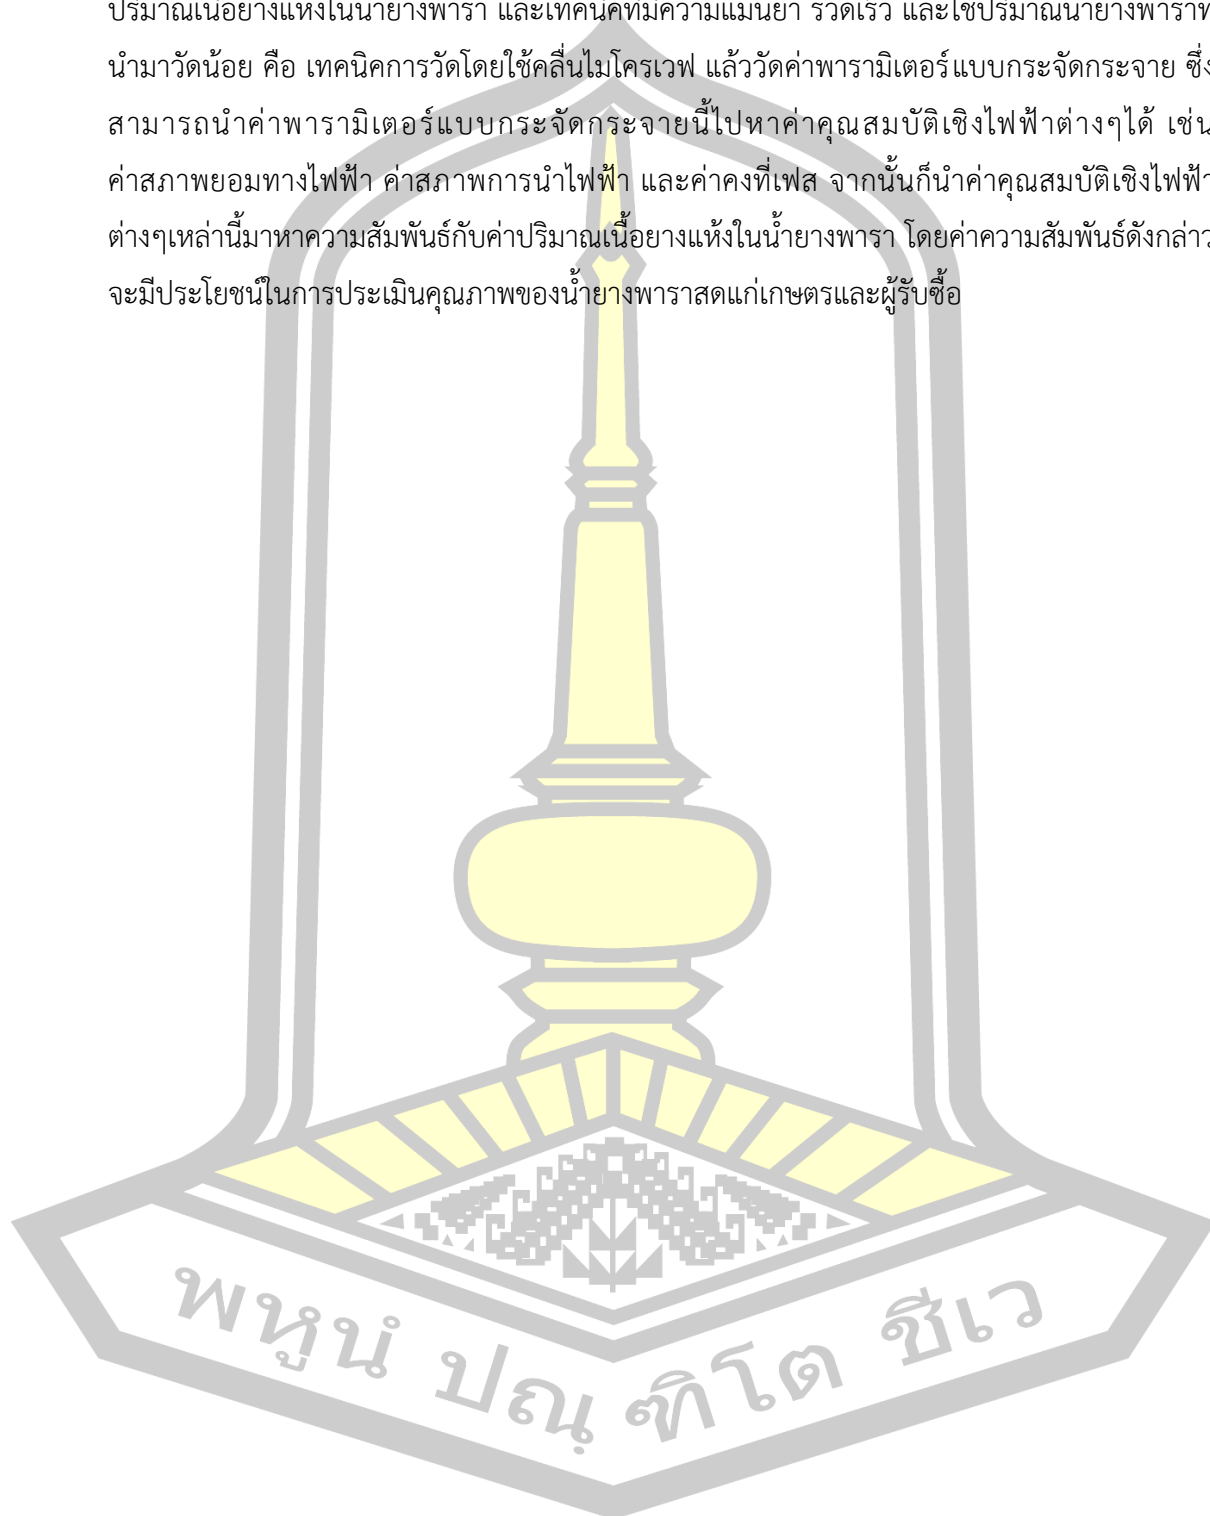 ปริมาณเนื้อยางแห้งในน้ำยางพารา และเทคนิคที่มีความแม่นยำ รวดเร็ว และใช้ปริมาณน้ำยางพาราที่
นำมาวัดน้อย คือ เทคนิคการวัดโดยใช้คลื่นไมโครเวฟ แล้ววัดค่าพารามิเตอร์แบบกระจัดกระจาย ซึ่ง
สามารถนำค่าพารามิเตอร์แบบกระจัดกระจายนี้ไปหาค่าคุณสมบัติเชิงไฟฟ้าต่างๆได้ เช่น
ค่าสภาพยอมทางไฟฟ้า ค่าสภาพการนำไฟฟ้า และค่าคงที่เฟส จากนั้นก็นำค่าคุณสมบัติเชิงไฟฟ้า
ต่างๆเหล่านี้มาหาความสัมพันธ์กับค่าปริมาณเนื้อยางแห้งในน้ำยางพารา โดยค่าความสัมพันธ์ดังกล่าว
จะมีประโยชน์ในการประเมินคุณภาพของน้ำยางพาราสดแก่เกษตรและผู้รับซื้อ
พหูนํ ปณฺฑิโต ชีเว